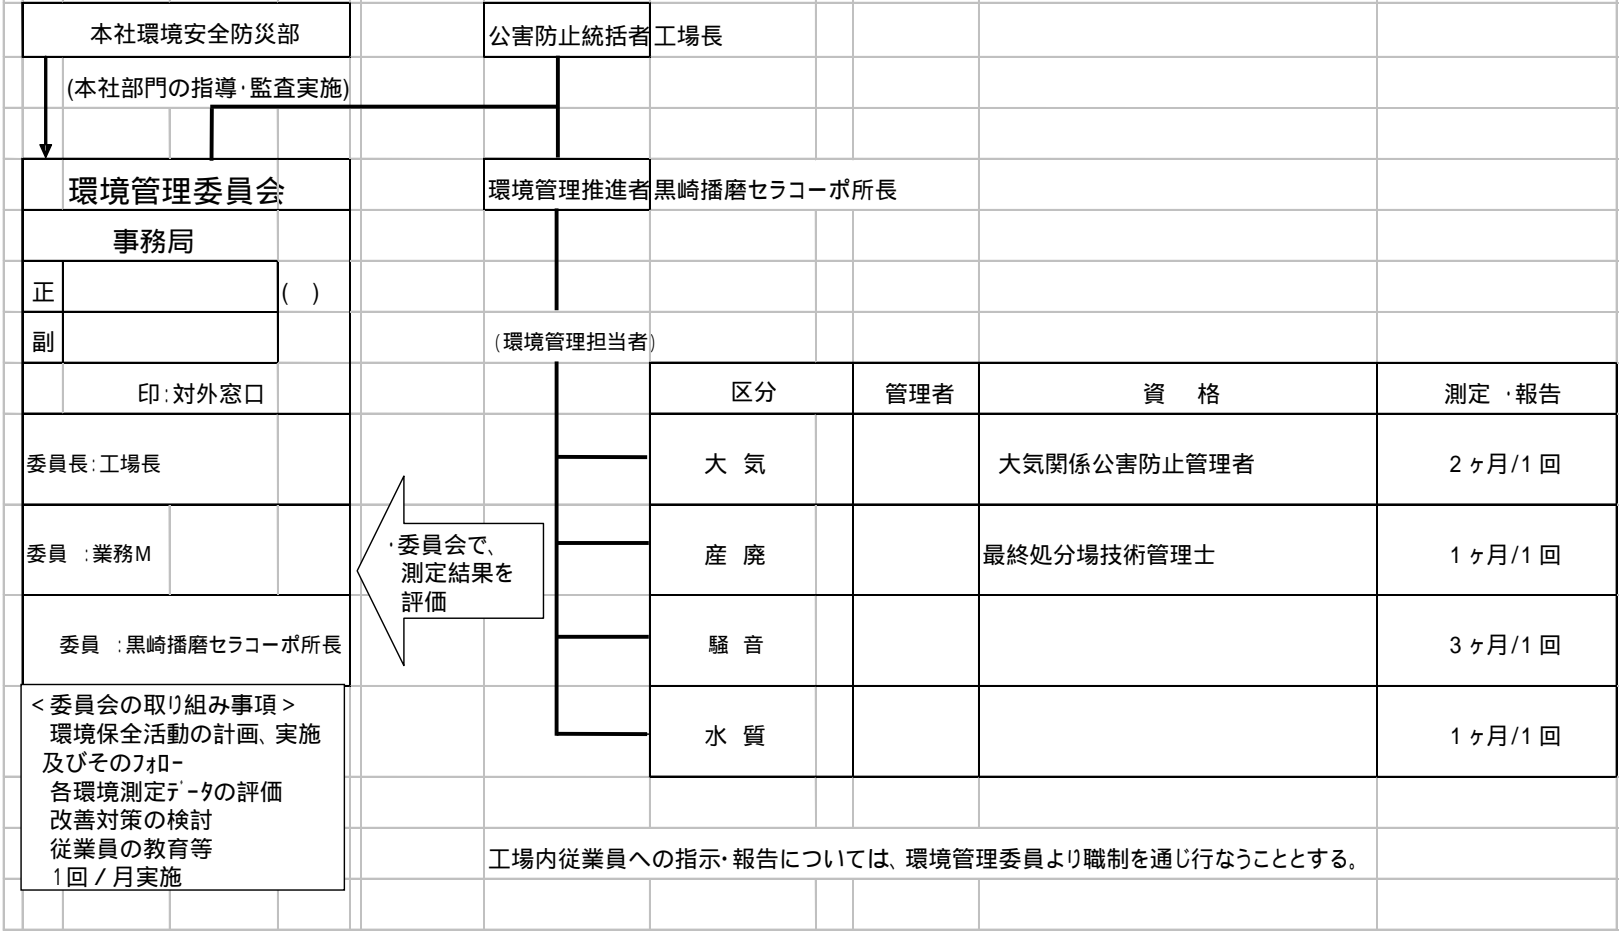 本社環境安全防災部
公害防止統括者 工場長
(本社部門の指導･監査実施)
環境管理委員会
環境管理推進者 黒崎播磨セラコーポ所長
事務局
正 ( )
副
(環境管理担当者)
印:対外窓口
区分 管理者 資 格 測定 ･報告
委員長:工場長
大 気 大気関係公害防止管理者 2ヶ月/1回
委員 :業務M
･委員会で、
測定結果を
評価
産 廃 最終処分場技術管理士 1ヶ月/1回
委員 :黒崎播磨セラコーポ所長
騒 音 3ヶ月/1回
水 質 1ヶ月/1回
<委員会の取り組み事項>
環境保全活動の計画、実施
及びそのﾌｫﾛｰ
各環境測定ﾃﾞｰﾀの評価
改善対策の検討
従業員の教育等
1回/月実施
工場内従業員への指示･報告については、環境管理委員より職制を通じ行なうこととする。